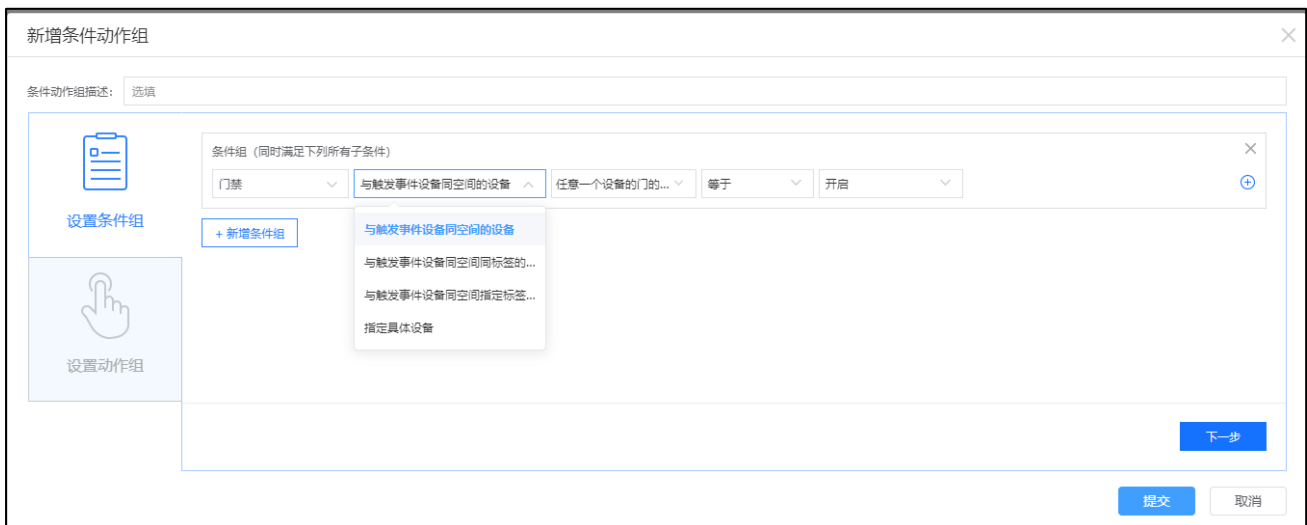 新增条件动作组
条件动作组描述： 选填
设置条件组
条件组（同时满足下列所有子条件）
门禁 与触发事件设备同空间的设备 任意一个设备的门的... 等于 开启
+ 新增条件组
与触发事件设备同空间的设备
与触发事件设备同空间同标签的...
与触发事件设备同空间指定标签...
指定具体设备
设置动作组
下一步
提交 取消